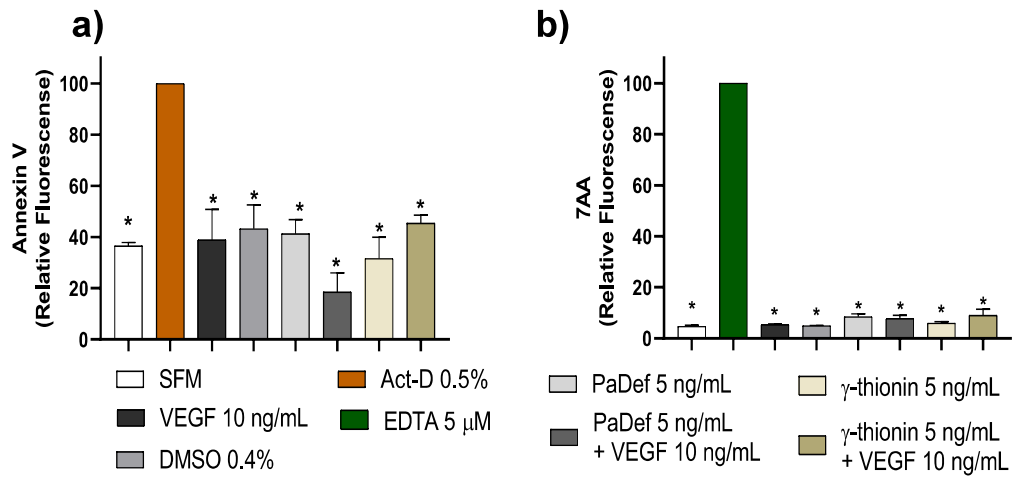 a)
Annexin V
(Relative Fluorescense)
100
80
60
40
20
0
*
*
*
*
*
*
*
b)
7AA
(Relative Fluorescense)
100
80
60
40
20
0
*
*
*
*
*
*
*
SFM
VEGF 10 ng/mL
DMSO 0.4%
Act-D 0.5%
EDTA 5 μM
PaDef 5 ng/mL
PaDef 5 ng/mL
+ VEGF 10 ng/mL
γ-thionin 5 ng/mL
γ-thionin 5 ng/mL
+ VEGF 10 ng/mL